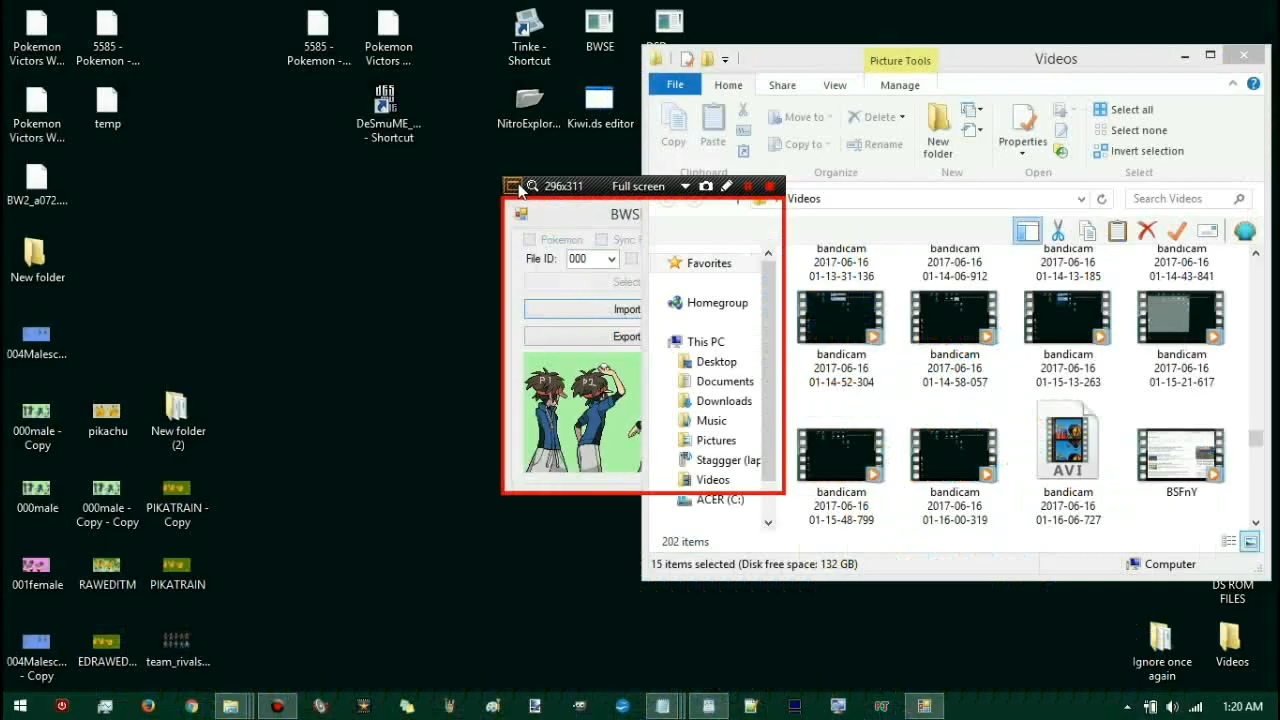 Pokemon
Victors W...
5585 -
Pokemon -...
5585 -
Pokemon -...
Pokemon
Victors ...
Tinke -
Shortcut
BWSE
Pokemon
Victors W...
temp
DeSmuME_...
- Shortcut
NitroExplor...
Kiwi.ds editor
BW2_a072....
New folder
004Malesc...
000male -
Copy
pikachu
New folder
(2)
000male
000male -
Copy - Copy
PIKATRAIN -
Copy
001female
RAWEDITM
PIKATRAIN
004Malesc...
- Copy
EDRAWED...
team_rivals...
Picture Tools
Videos
File
Home
Share
View
Manage
Copy
Paste
Move to
Copy to
Delete
Rename
New
folder
Properties
Select all
Select none
Invert selection
Clipboard
Organize
New
Open
Select
296x311
Full screen
Videos
Search Videos
BWSE
Pokemon
Sync
File ID:
000
Select
Import
Export
P1
P2
Favorites
Homegroup
This PC
Desktop
Documents
Downloads
Music
Pictures
Staggger (lap
Videos
ACER (C:)
bandicam
2017-06-16
01-13-31-136
bandicam
2017-06-16
01-14-06-912
bandicam
2017-06-16
01-14-13-185
bandicam
2017-06-16
01-14-43-841
bandicam
2017-06-16
01-14-52-304
bandicam
2017-06-16
01-14-58-057
bandicam
2017-06-16
01-15-13-263
bandicam
2017-06-16
01-15-21-617
AVI
bandicam
2017-06-16
01-15-48-799
bandicam
2017-06-16
01-16-00-319
bandicam
2017-06-16
01-16-06-727
BSFnY
202 items
15 items selected (Disk free space: 132 GB)
Computer
DS ROM
FILES
Ignore once
again
Videos
1:20 AM